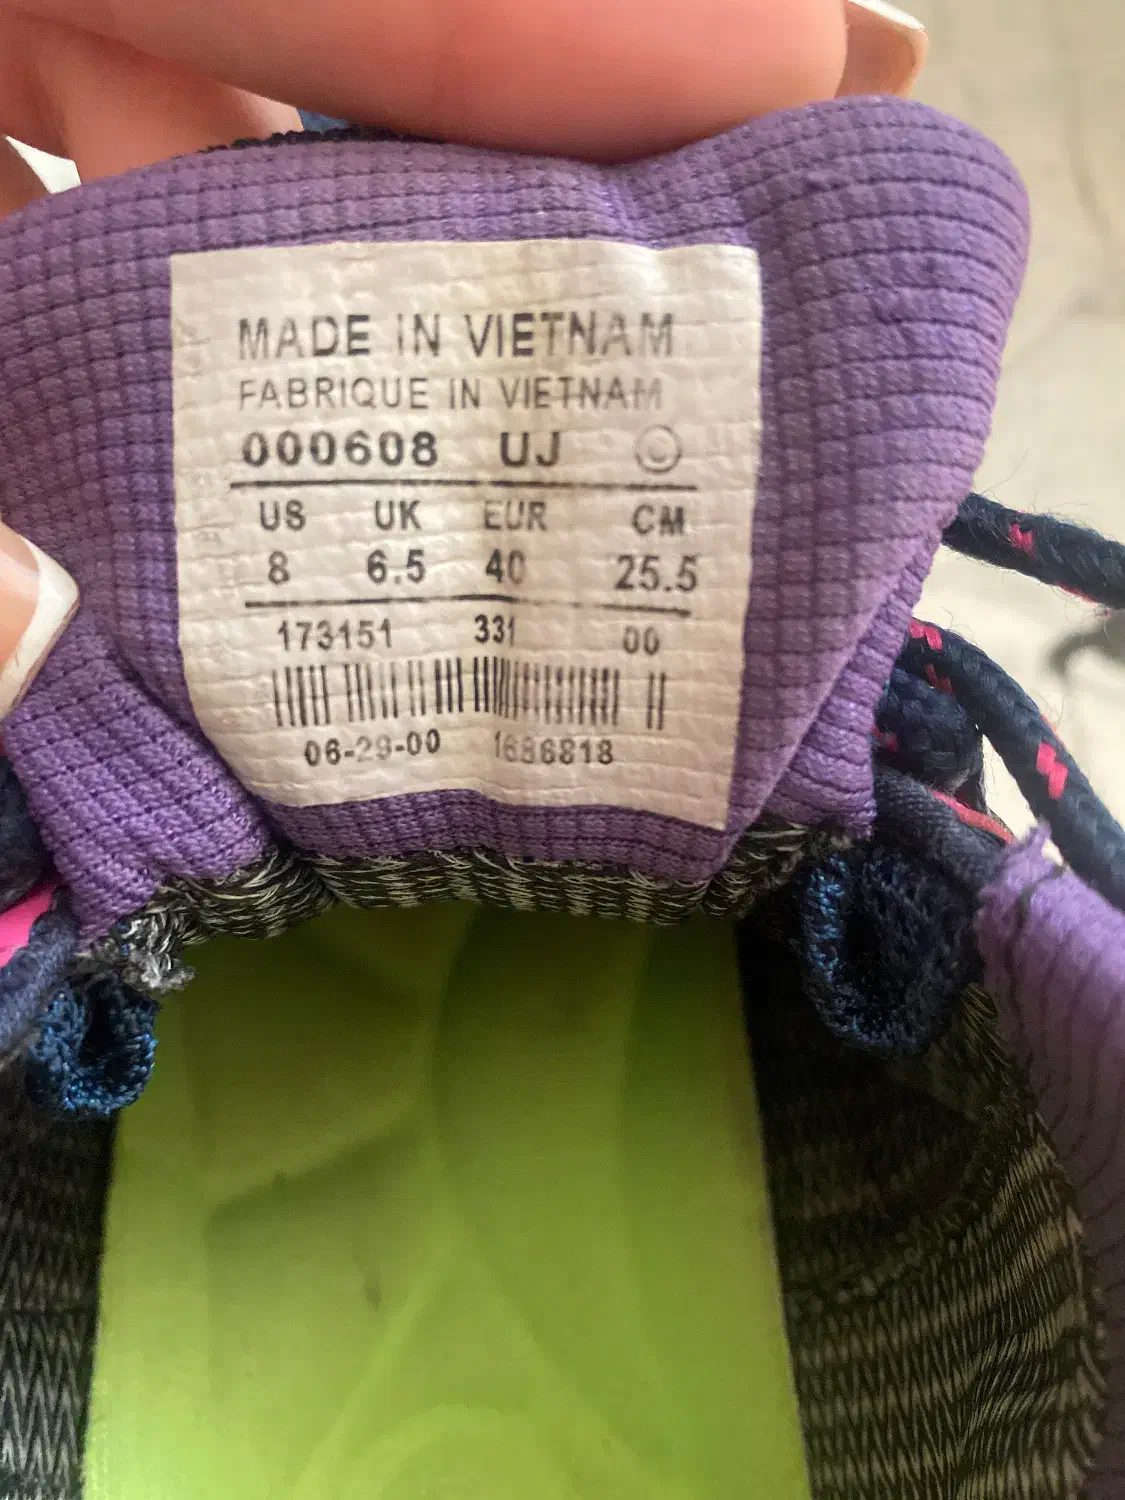 MADE IN VIETNAM
FABRIQUE IN VIETNAM
000608 UJ
US UK EUR CM
8 6.5 40 25.5
173151 331 00
06-29-00 1686818